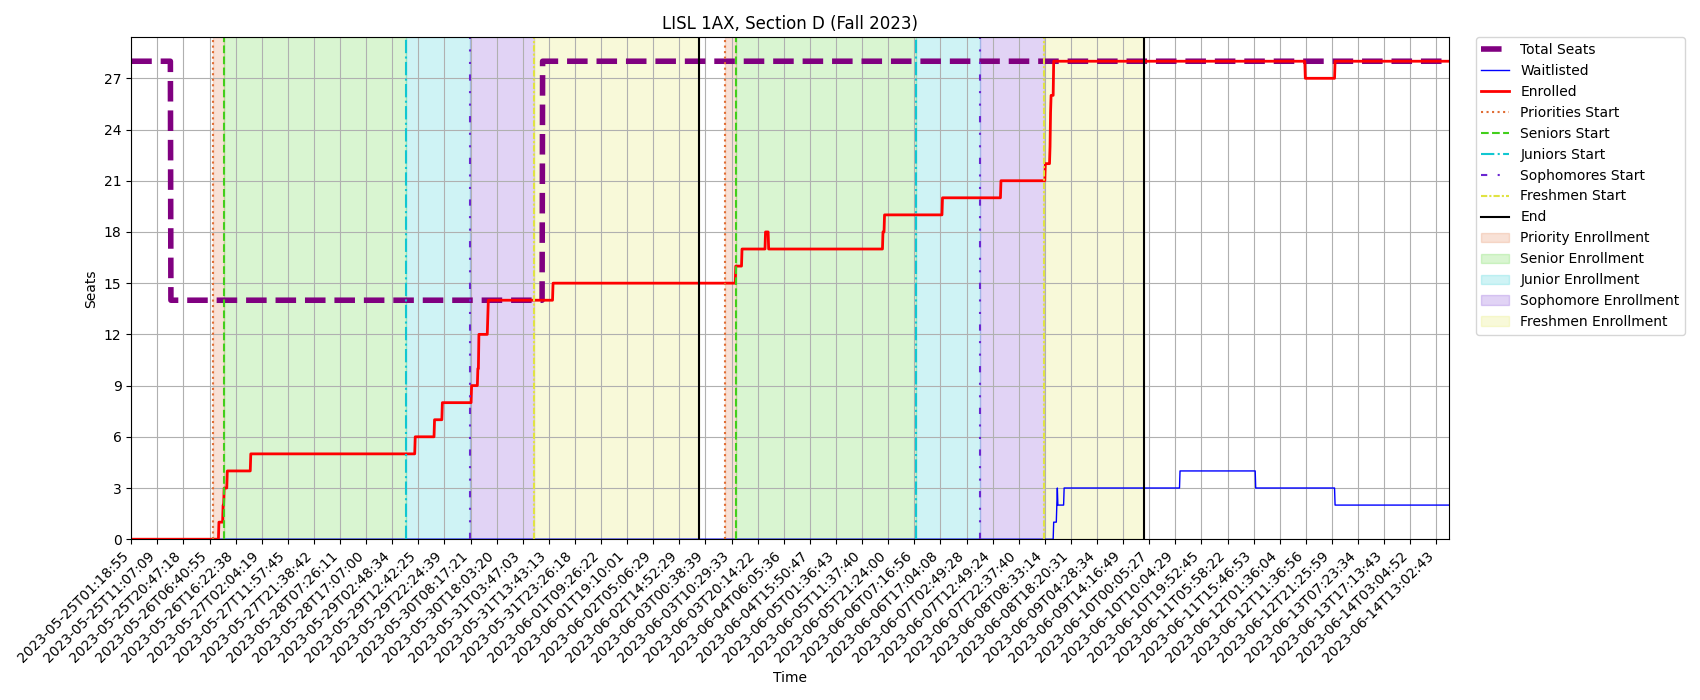 LISL 1AX, Section D (Fall 2023)
Seats
27
24
21
18
15
12
9
6
3
0
2023-05-25T01:18:55
2023-05-25T11:07:09
2023-05-25T20:47:18
2023-05-26T06:40:55
2023-05-26T16:22:38
2023-05-27T02:04:19
2023-05-27T11:57:45
2023-05-27T21:38:42
2023-05-28T07:26:11
2023-05-28T17:07:00
2023-05-29T02:48:34
2023-05-29T12:42:25
2023-05-29T22:24:39
2023-05-30T08:17:21
2023-05-30T18:03:20
2023-05-31T03:47:03
2023-05-31T13:43:13
2023-05-31T23:26:18
2023-06-01T09:26:22
2023-06-01T19:10:01
2023-06-02T05:06:29
2023-06-02T14:52:29
2023-06-03T00:38:39
2023-06-03T10:29:33
2023-06-03T20:14:22
2023-06-04T06:05:36
2023-06-04T15:50:47
2023-06-05T01:36:43
2023-06-05T11:37:40
2023-06-05T21:24:00
2023-06-06T07:16:56
2023-06-06T17:04:08
2023-06-07T02:49:28
2023-06-07T12:49:24
2023-06-07T22:37:40
2023-06-08T08:33:14
2023-06-08T18:20:31
2023-06-09T04:28:34
2023-06-09T14:16:49
2023-06-10T00:05:27
2023-06-10T10:04:29
2023-06-10T19:52:45
2023-06-11T05:58:22
2023-06-11T15:46:53
2023-06-12T01:36:04
2023-06-12T11:36:56
2023-06-12T21:25:59
2023-06-13T07:23:34
2023-06-13T17:13:43
2023-06-14T03:04:52
2023-06-14T13:02:43
Time
Total Seats
Waitlisted
Enrolled
Priorities Start
Seniors Start
Juniors Start
Sophomores Start
Freshmen Start
End
Priority Enrollment
Senior Enrollment
Junior Enrollment
Sophomore Enrollment
Freshmen Enrollment